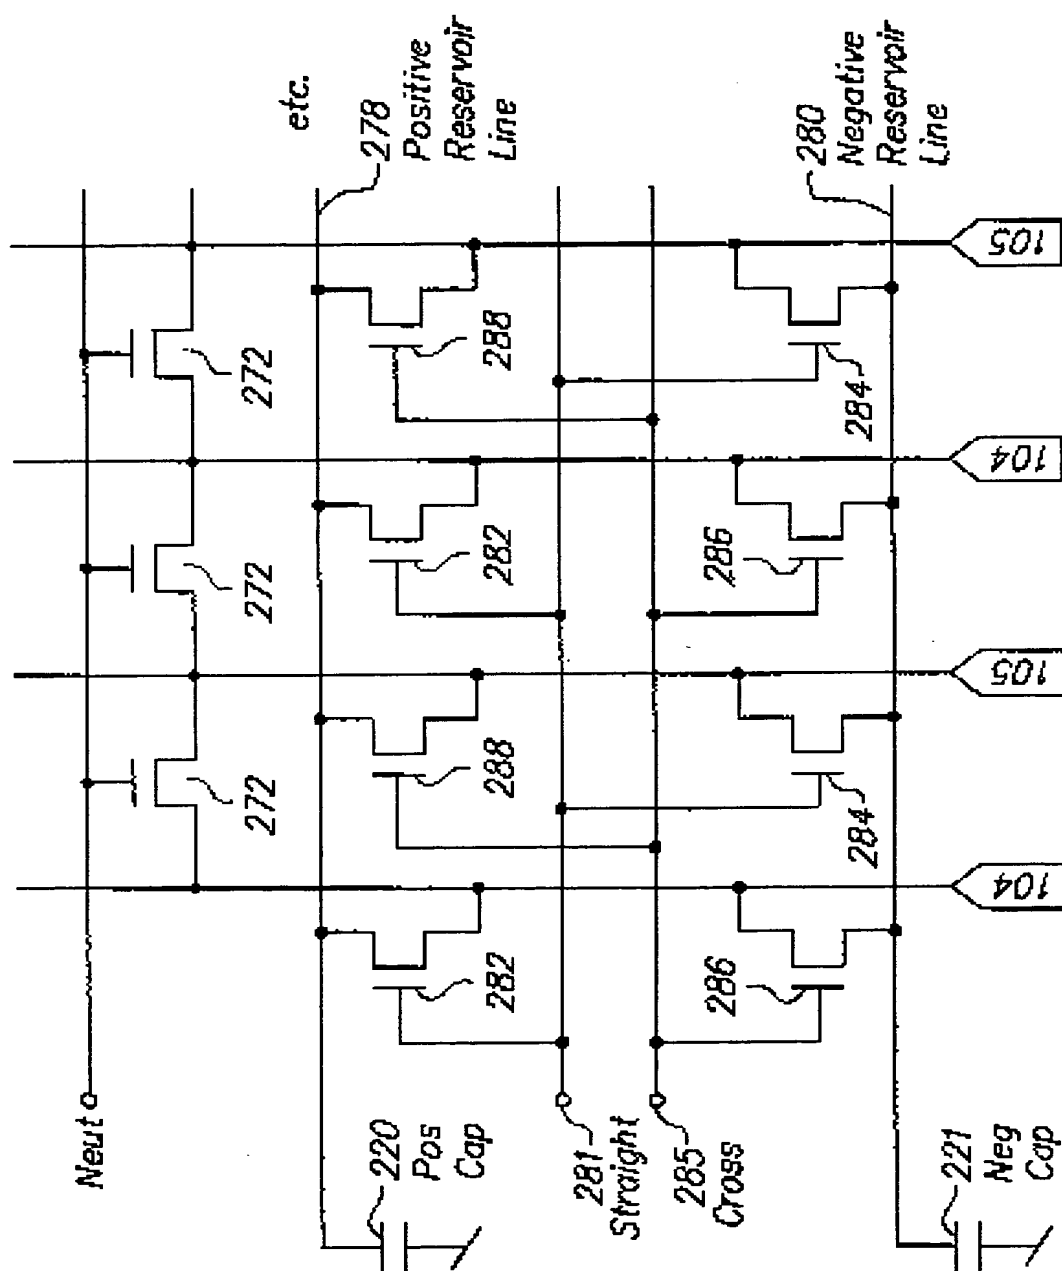 Neut
272
272
272
etc.
278
Positive
Reservoir
Line
220
Pos
Cap
282
288
282
288
281
Straight
285
Cross
286
284
286
284
280
Negative
Reservoir
Line
221
Neg
Cap
104
105
104
105